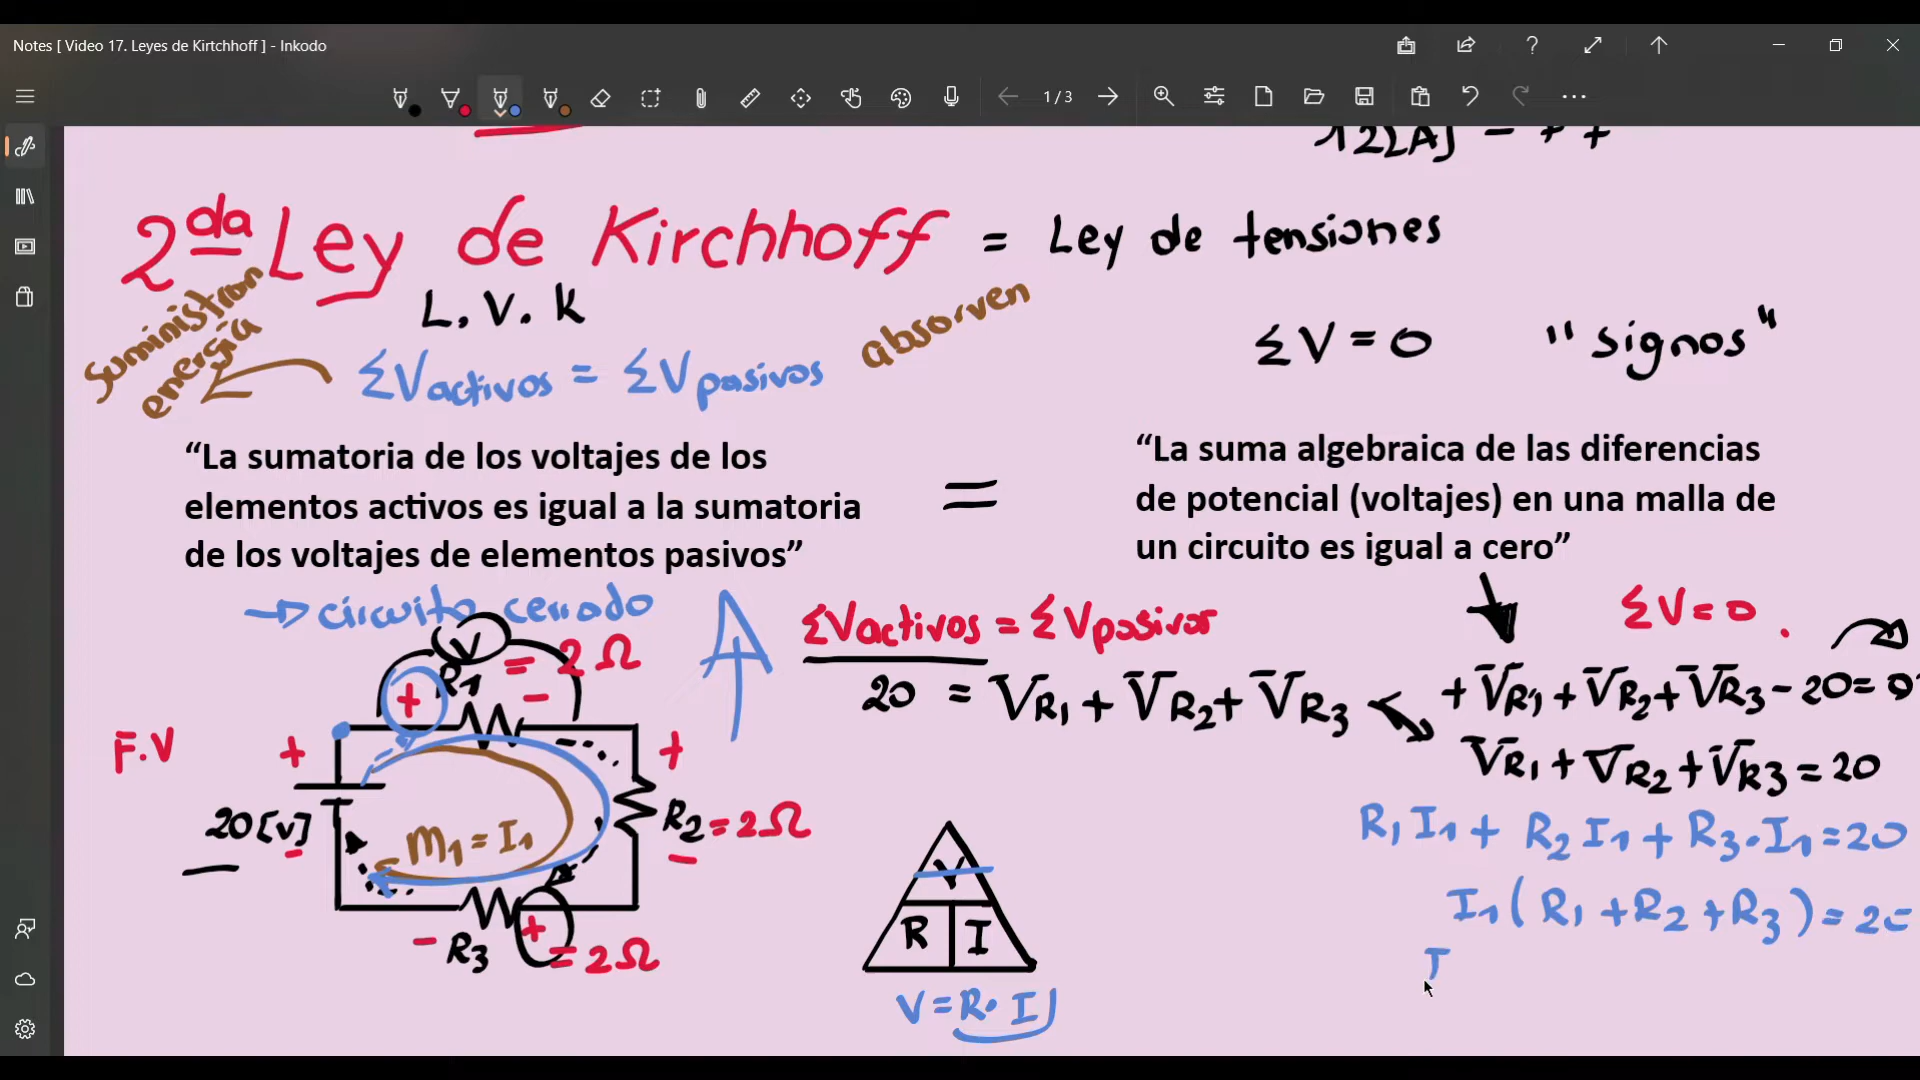 Notes [ Video 17. Leyes de Kirtchhoff ] - Inkodo
1 / 3
12[A] =
2da Ley de Kirchhoff = Ley de tensiones
L. V. K
suministran energía
ΣVactivos = ΣVpasivos
absorven
ΣV = 0 "signos"
“La sumatoria de los voltajes de los
elementos activos es igual a la sumatoria
de los voltajes de elementos pasivos”
=
“La suma algebraica de las diferencias
de potencial (voltajes) en una malla de
un circuito es igual a cero”
→ circuito cerrado
V
R1 = 2Ω
+ -
F.V
+
20[v]
-
m1 = I1
+
R2 = 2Ω
-
- R3 + = 2Ω
ΣVactivos = ΣVpasivos
20 = VR1 + VR2 + VR3
V
R I
V = R · I
ΣV = 0
+ VR1 + VR2 + VR3 - 20 = 0
VR1 + VR2 + VR3 = 20
R1 I1 + R2 I1 + R3 · I1 = 20
I1 ( R1 + R2 + R3 ) = 20